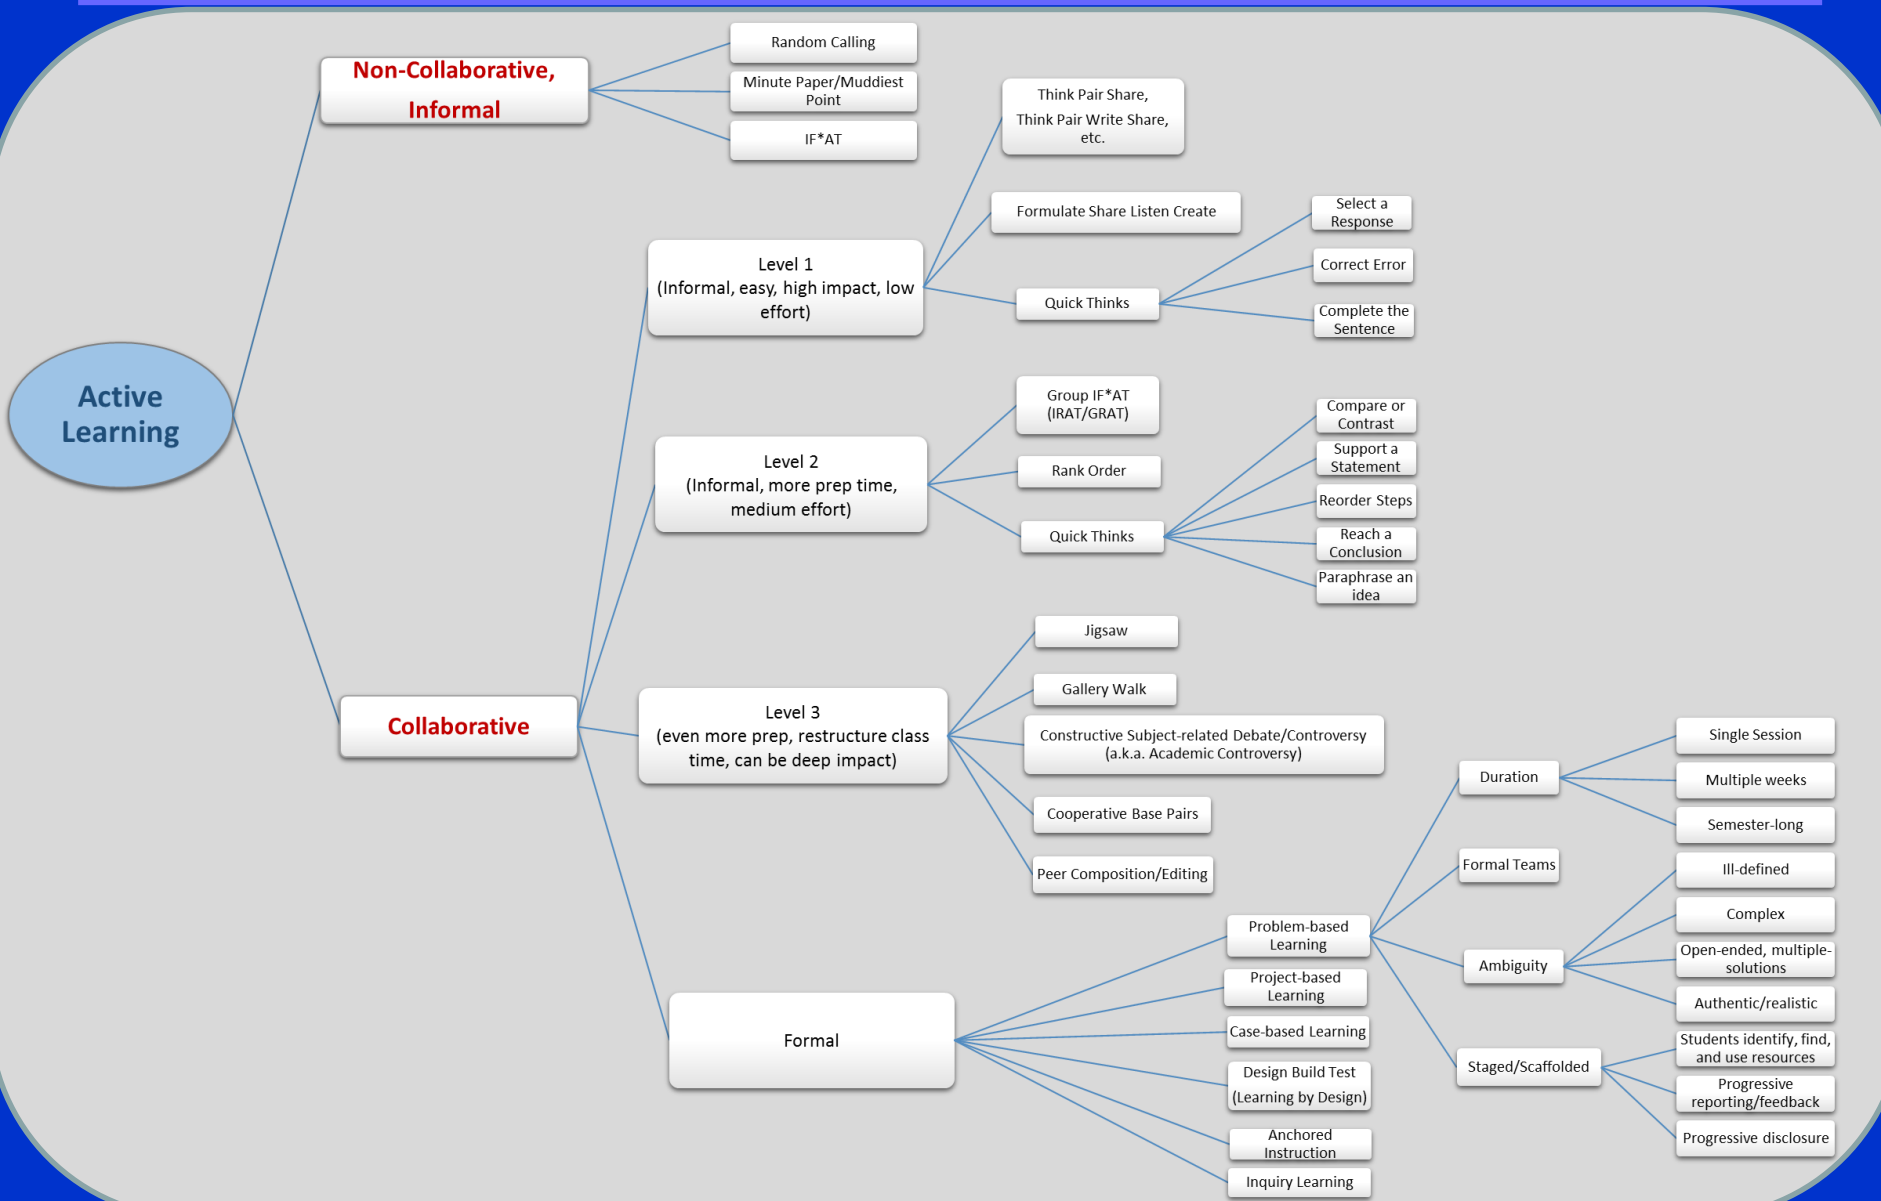 Active
Learning
Non-Collaborative,
Informal
Random Calling
Minute Paper/Muddiest
Point
IF*AT
Collaborative
Level 1
(Informal, easy, high impact, low
effort)
Think Pair Share,
Think Pair Write Share,
etc.
Formulate Share Listen Create
Quick Thinks
Select a
Response
Correct Error
Complete the
Sentence
Level 2
(Informal, more prep time,
medium effort)
Group IF*AT
(IRAT/GRAT)
Rank Order
Quick Thinks
Compare or
Contrast
Support a
Statement
Reorder Steps
Reach a
Conclusion
Paraphrase an
idea
Level 3
(even more prep, restructure class
time, can be deep impact)
Jigsaw
Gallery Walk
Constructive Subject-related Debate/Controversy
(a.k.a. Academic Controversy)
Cooperative Base Pairs
Peer Composition/Editing
Formal
Problem-based
Learning
Duration
Single Session
Multiple weeks
Semester-long
Formal Teams
Ambiguity
Ill-defined
Complex
Open-ended, multiple-
solutions
Authentic/realistic
Staged/Scaffolded
Students identify, find,
and use resources
Progressive
reporting/feedback
Progressive disclosure
Project-based
Learning
Case-based Learning
Design Build Test
(Learning by Design)
Anchored
Instruction
Inquiry Learning